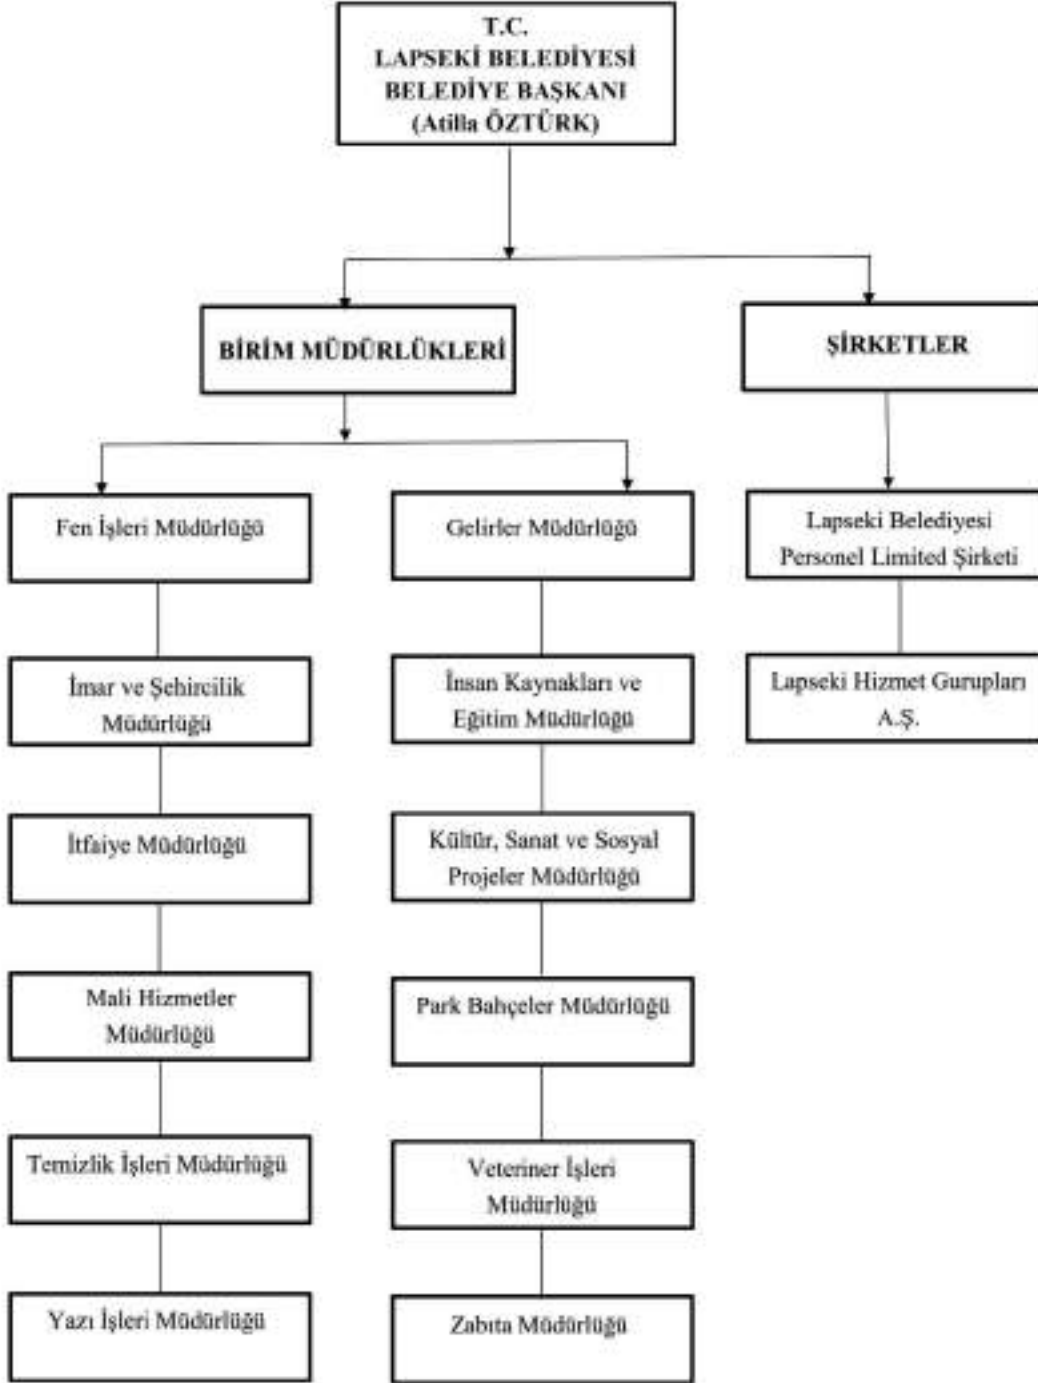 T.C.
LAPSEKİ BELEDİYESİ
BELEDİYE BAŞKANI
(Atilla ÖZTÜRK)
BİRİM MÜDÜRLÜKLERİ
ŞİRKETLER
Fen İşleri Müdürlüğü
İmar ve Şehircilik
Müdürlüğü
İtfaiye Müdürlüğü
Mali Hizmetler
Müdürlüğü
Temizlik İşleri Müdürlüğü
Yazı İşleri Müdürlüğü
Gelirler Müdürlüğü
İnsan Kaynakları ve
Eğitim Müdürlüğü
Kültür, Sanat ve Sosyal
Projeler Müdürlüğü
Park Bahçeler Müdürlüğü
Veteriner İşleri
Müdürlüğü
Zabıta Müdürlüğü
Lapseki Belediyesi
Personel Limited Şirketi
Lapseki Hizmet Gurupları
A.Ş.